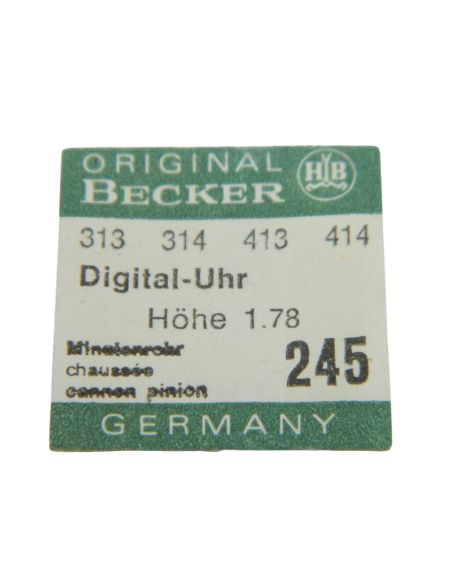 ORIGINAL
BECKER
HB
313 314 413 414
Digital-Uhr
Höhe 1.78
Minutenrohr
chaussée
cannon pinion
245
GERMANY